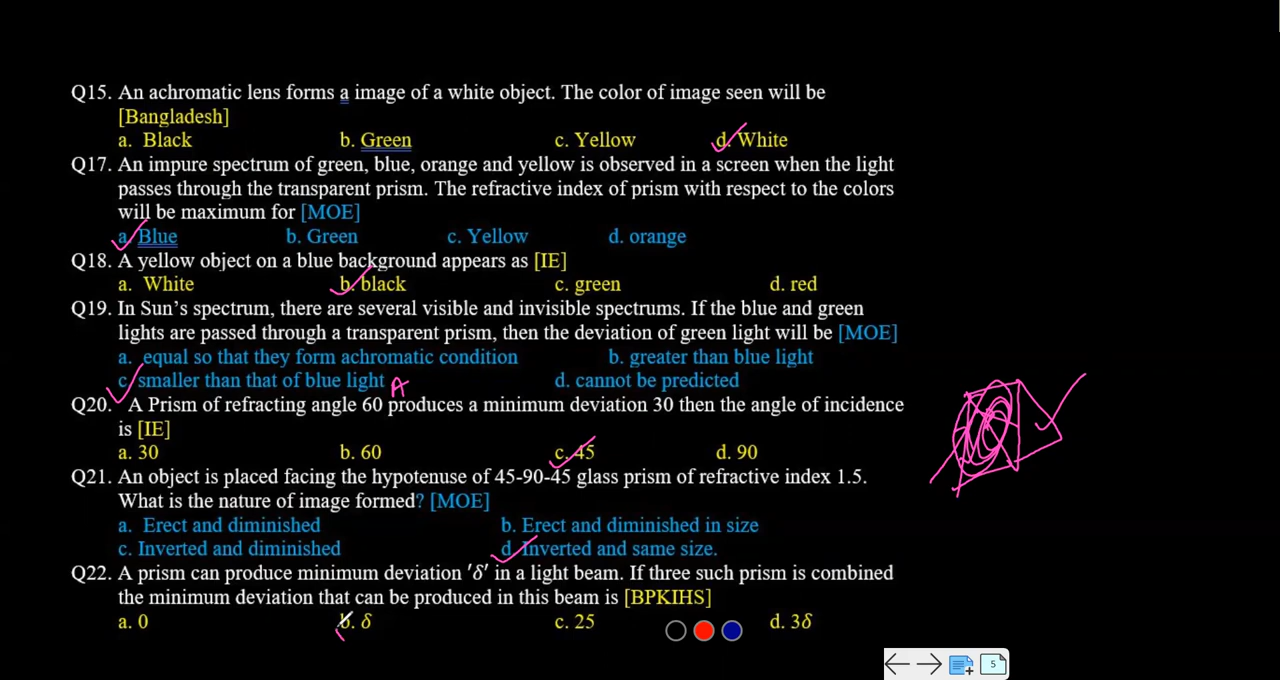 Q15. An achromatic lens forms a image of a white object. The color of image seen will be
[Bangladesh]
a. Black b. Green c. Yellow d. White
Q17. An impure spectrum of green, blue, orange and yellow is observed in a screen when the light
passes through the transparent prism. The refractive index of prism with respect to the colors
will be maximum for [MOE]
a. Blue b. Green c. Yellow d. orange
Q18. A yellow object on a blue background appears as [IE]
a. White b. black c. green d. red
Q19. In Sun's spectrum, there are several visible and invisible spectrums. If the blue and green
lights are passed through a transparent prism, then the deviation of green light will be [MOE]
a. equal so that they form achromatic condition b. greater than blue light
c. smaller than that of blue light A d. cannot be predicted
Q20. A Prism of refracting angle 60 produces a minimum deviation 30 then the angle of incidence
is [IE]
a. 30 b. 60 c. 45 d. 90
Q21. An object is placed facing the hypotenuse of 45-90-45 glass prism of refractive index 1.5.
What is the nature of image formed? [MOE]
a. Erect and diminished b. Erect and diminished in size
c. Inverted and diminished d. Inverted and same size.
Q22. A prism can produce minimum deviation 'δ' in a light beam. If three such prism is combined
the minimum deviation that can be produced in this beam is [BPKIHS]
a. 0 b. δ c. 25 d. 3δ
5